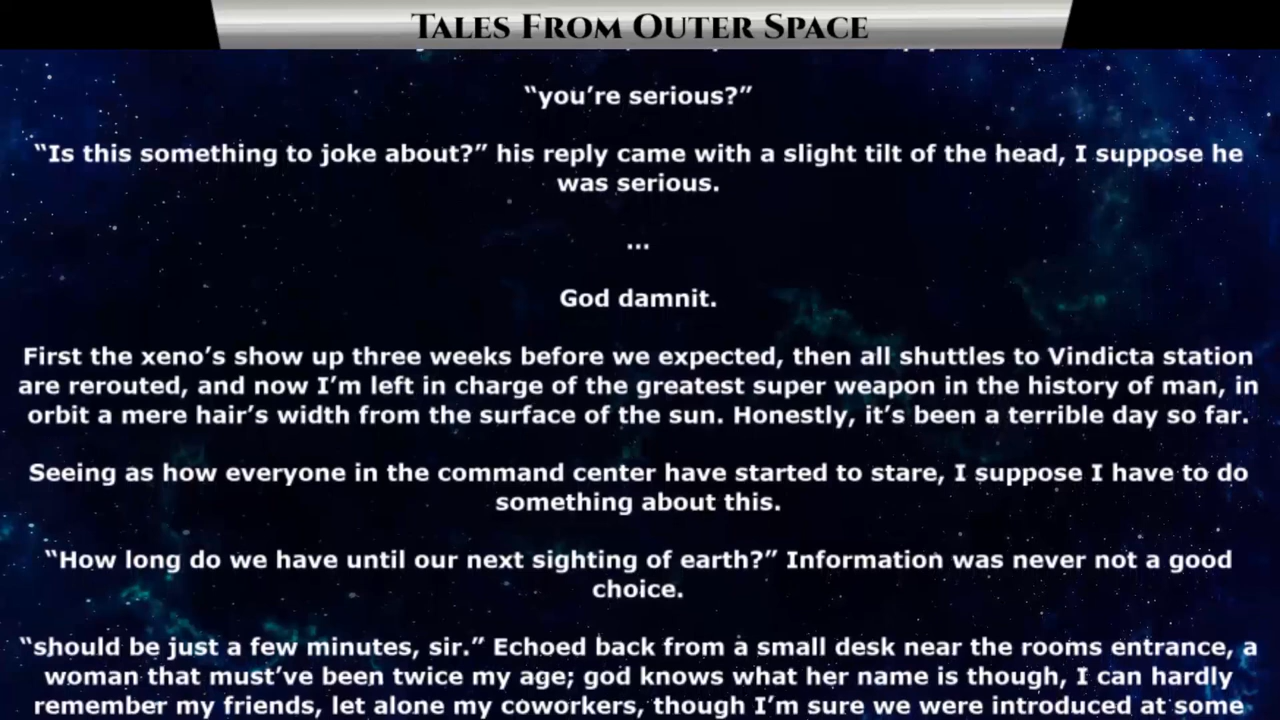 Tales From Outer Space
“you’re serious?”
“Is this something to joke about?” his reply came with a slight tilt of the head, I suppose he
was serious.
...
God damnit.
First the xeno’s show up three weeks before we expected, then all shuttles to Vindicta station
are rerouted, and now I’m left in charge of the greatest super weapon in the history of man, in
orbit a mere hair’s width from the surface of the sun. Honestly, it’s been a terrible day so far.
Seeing as how everyone in the command center have started to stare, I suppose I have to do
something about this.
“How long do we have until our next sighting of earth?” Information was never not a good
choice.
“should be just a few minutes, sir.” Echoed back from a small desk near the rooms entrance, a
woman that must’ve been twice my age; god knows what her name is though, I can hardly
remember my friends, let alone my coworkers, though I’m sure we were introduced at some